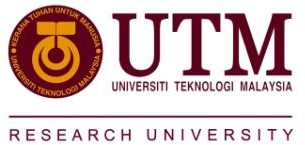 KERANA TUHAN UNTUK MANUSIA
UNIVERSITI TEKNOLOGI MALAYSIA
UTM
UNIVERSITI TEKNOLOGI MALAYSIA
RESEARCH UNIVERSITY